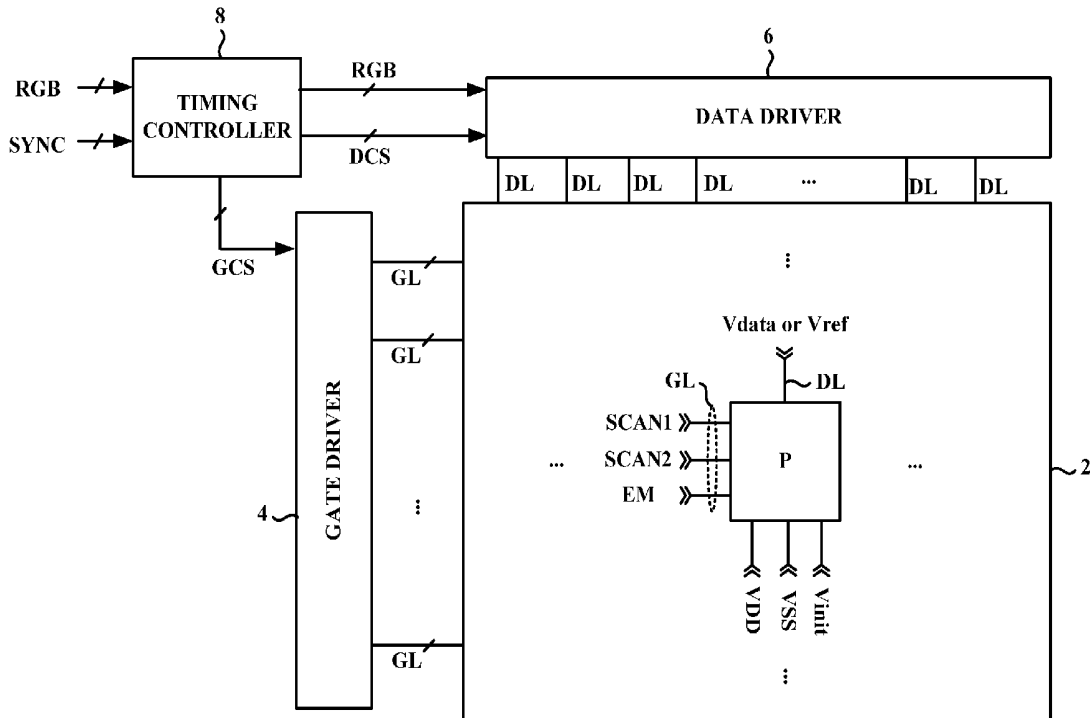 8
6
RGB
SYNC
TIMING
CONTROLLER
RGB
DCS
DATA DRIVER
DL
DL
DL
DL
...
DL
DL
GCS
GATE DRIVER
4
GL
GL
...
GL
...
Vdata or Vref
DL
GL
SCAN1
SCAN2
EM
P
...
...
2
VDD
VSS
Vinit
...